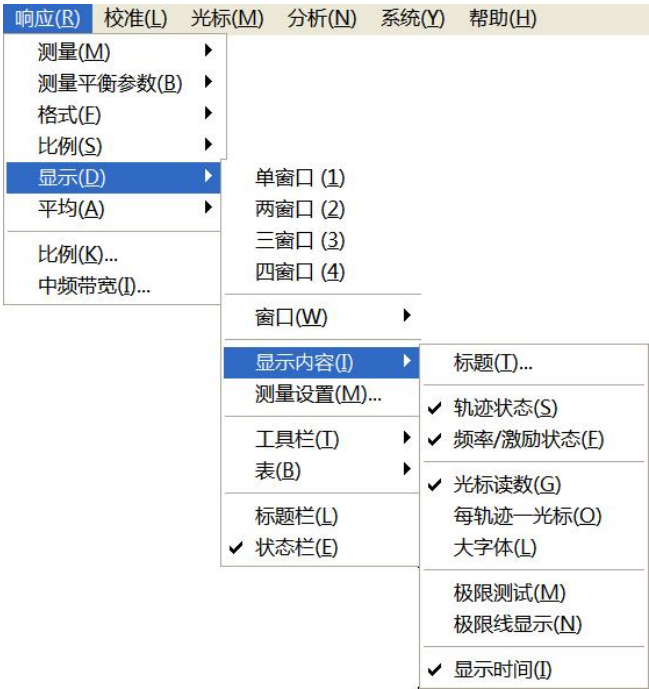 响应(R) 校准(L) 光标(M) 分析(N) 系统(Y) 帮助(H)
测量(M)
测量平衡参数(B)
格式(F)
比例(S)
显示(D)
平均(A)
比例(K)...
中频带宽(I)...
单窗口 (1)
两窗口 (2)
三窗口 (3)
四窗口 (4)
窗口(W)
显示内容(I)
测量设置(M)...
工具栏(T)
表(B)
标题栏(L)
状态栏(E)
标题(T)...
轨迹状态(S)
频率/激励状态(F)
光标读数(G)
每轨迹一光标(O)
大字体(L)
极限测试(M)
极限线显示(N)
显示时间(I)